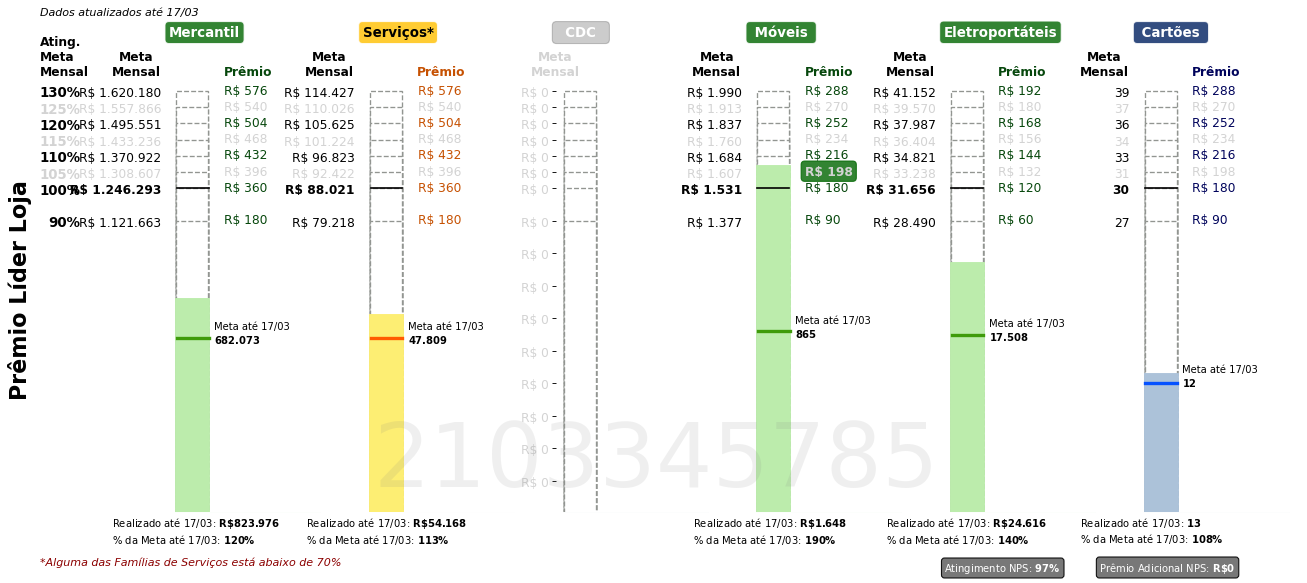 Dados atualizados até 17/03
Mercantil Serviços* CDC Móveis Eletroportáteis Cartões
Ating.
Meta Meta Meta Meta Meta Meta Meta
Mensal Mensal Prêmio Mensal Prêmio Mensal Mensal Prêmio Mensal Prêmio Mensal Prêmio
130% R$ 1.620.180 R$ 576 R$ 114.427 R$ 576 R$ 0 R$ 1.990 R$ 288 R$ 41.152 R$ 192 39 R$ 288
125% R$ 1.557.866 R$ 540 R$ 110.026 R$ 540 R$ 0 R$ 1.913 R$ 270 R$ 39.570 R$ 180 37 R$ 270
120% R$ 1.495.551 R$ 504 R$ 105.625 R$ 504 R$ 0 R$ 1.837 R$ 252 R$ 37.987 R$ 168 36 R$ 252
115% R$ 1.433.236 R$ 468 R$ 101.224 R$ 468 R$ 0 R$ 1.760 R$ 234 R$ 36.404 R$ 156 34 R$ 234
110% R$ 1.370.922 R$ 432 R$ 96.823 R$ 432 R$ 0 R$ 1.684 R$ 216 R$ 34.821 R$ 144 33 R$ 216
105% R$ 1.308.607 R$ 396 R$ 92.422 R$ 396 R$ 0 R$ 1.607 R$ 198 R$ 33.238 R$ 132 31 R$ 198
100% R$ 1.246.293 R$ 360 R$ 88.021 R$ 360 R$ 0 R$ 1.531 R$ 180 R$ 31.656 R$ 120 30 R$ 180
90% R$ 1.121.663 R$ 180 R$ 79.218 R$ 180 R$ 0 R$ 1.377 R$ 90 R$ 28.490 R$ 60 27 R$ 90
R$ 0
R$ 0
R$ 0
R$ 0
R$ 0
R$ 0
R$ 0
R$ 0
Prêmio Líder Loja
Meta até 17/03
682.073
Meta até 17/03
47.809
Meta até 17/03
865
Meta até 17/03
17.508
Meta até 17/03
12
2103345785
Realizado até 17/03: R$823.976 Realizado até 17/03: R$54.168 Realizado até 17/03: R$1.648 Realizado até 17/03: R$24.616 Realizado até 17/03: 13
% da Meta até 17/03: 120% % da Meta até 17/03: 113% % da Meta até 17/03: 190% % da Meta até 17/03: 140% % da Meta até 17/03: 108%
*Alguma das Famílias de Serviços está abaixo de 70%
Atingimento NPS: 97% Prêmio Adicional NPS: R$0